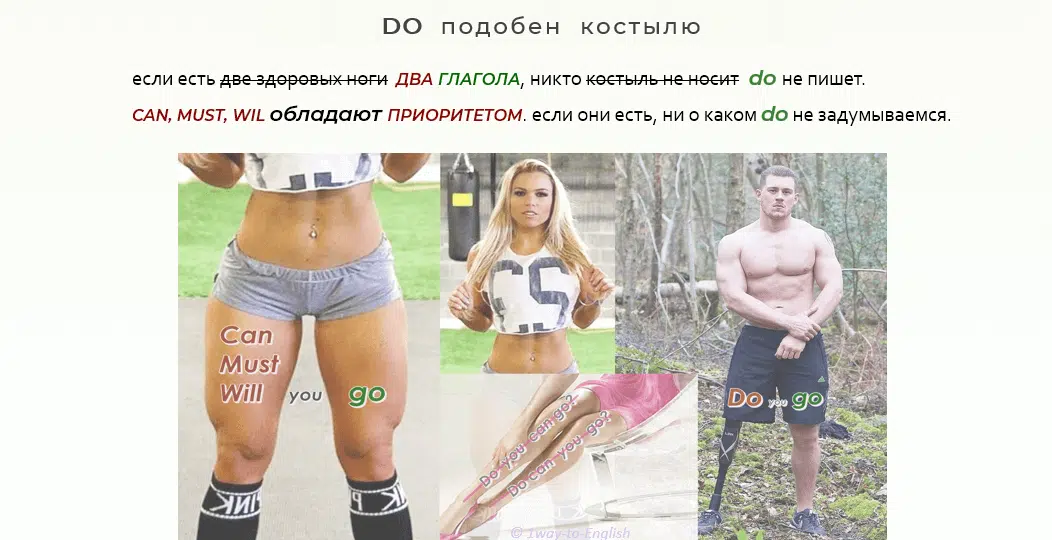 DO подобен костылю
если есть две здоровых ноги ДВА ГЛАГОЛА, никто костыль не носит do не пишет.
CAN, MUST, WIL обладают ПРИОРИТЕТОМ. если они есть, ни о каком do не задумываемся.
Can
Must
Will you go
Do you can go?
Do can you go?
Do you go
PINK
PINK
© 1way-to-English